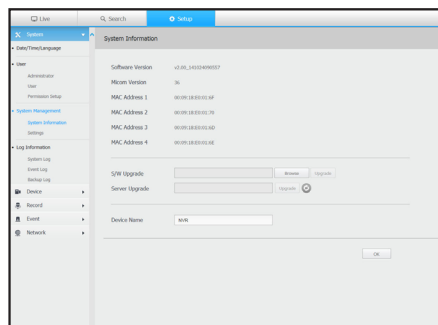 Live Search Setup
System
System Information
Date/Time/Language
User
Administrator
User
Permission Setup
System Management
System Information
Settings
Log Information
System Log
Event Log
Backup Log
Device
Record
Event
Network
Software Version v2.00_141024090557
Micom Version 36
MAC Address 1 00:09:18:E0:01:6F
MAC Address 2 00:09:18:E0:01:70
MAC Address 3 00:09:18:E0:01:6D
MAC Address 4 00:09:18:E0:01:6E
S/W Upgrade Browse Upgrade
Server Upgrade Upgrade
Device Name NVR
OK